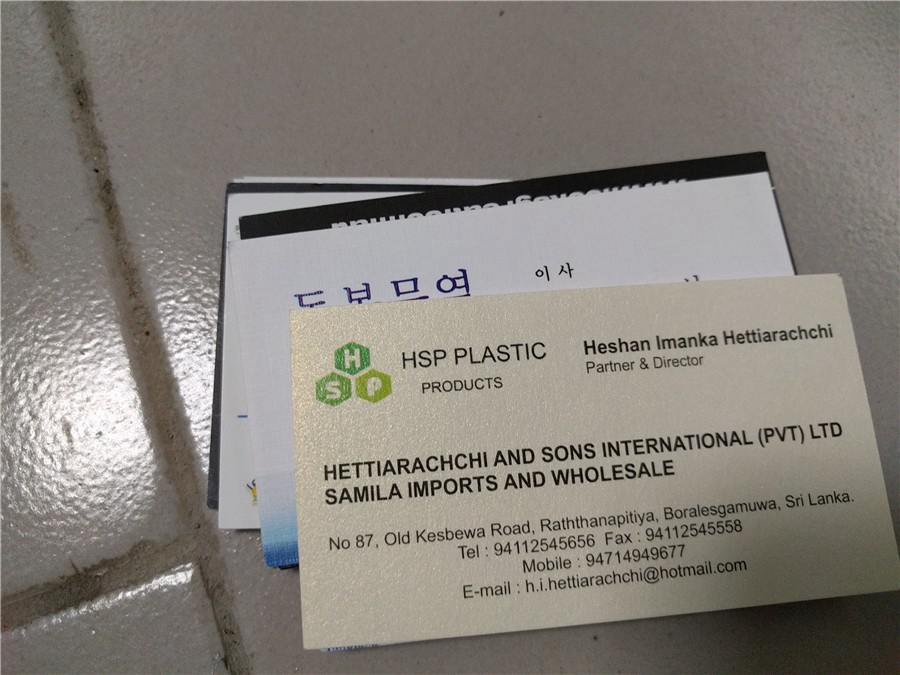 이사
무역
H
S P
HSP PLASTIC
PRODUCTS
Heshan Imanka Hettiarachchi
Partner & Director
HETTIARACHCHI AND SONS INTERNATIONAL (PVT) LTD
SAMILA IMPORTS AND WHOLESALE
No 87, Old Kesbewa Road, Raththanapitiya, Boralesgamuwa, Sri Lanka.
Tel : 94112545656 Fax : 94112545558
Mobile : 94714949677
E-mail : h.i.hettiarachchi@hotmail.com